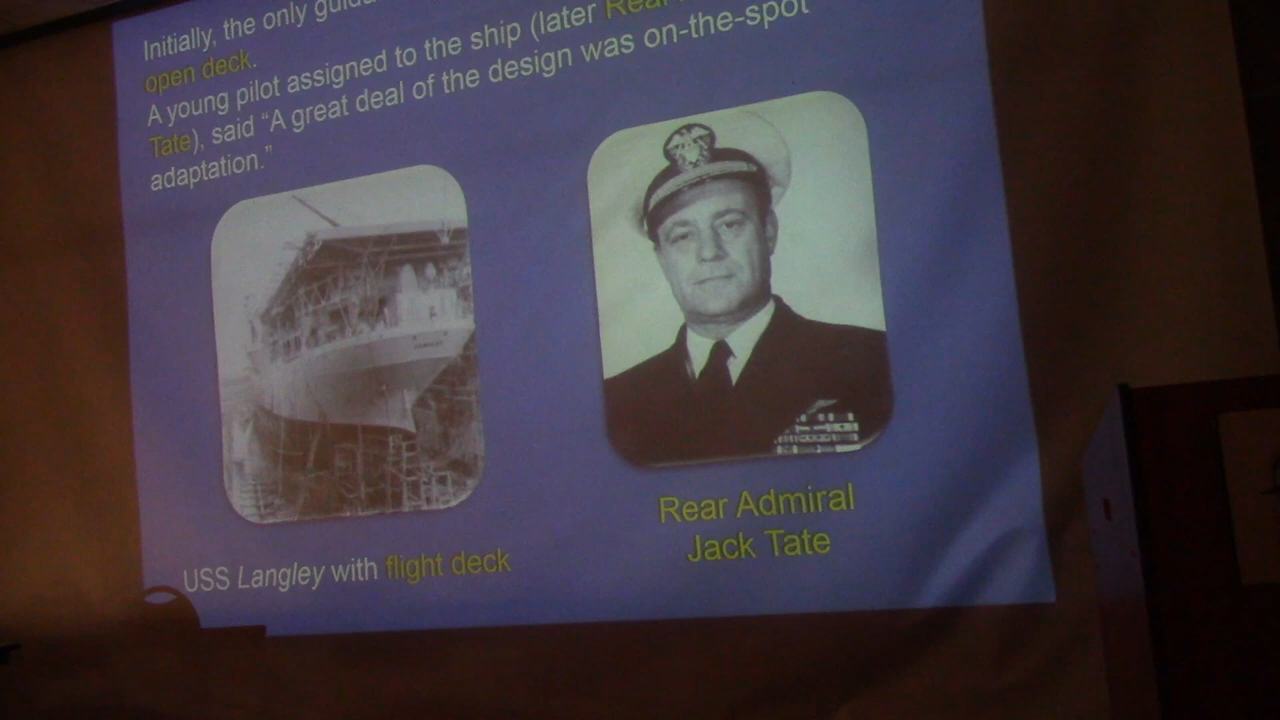 Initially, the only
open deck.
A young pilot assigned to the ship (later Rear
Tate), said “A great deal of the design was on-the-spot
adaptation.”
USS Langley with flight deck
Rear Admiral
Jack Tate